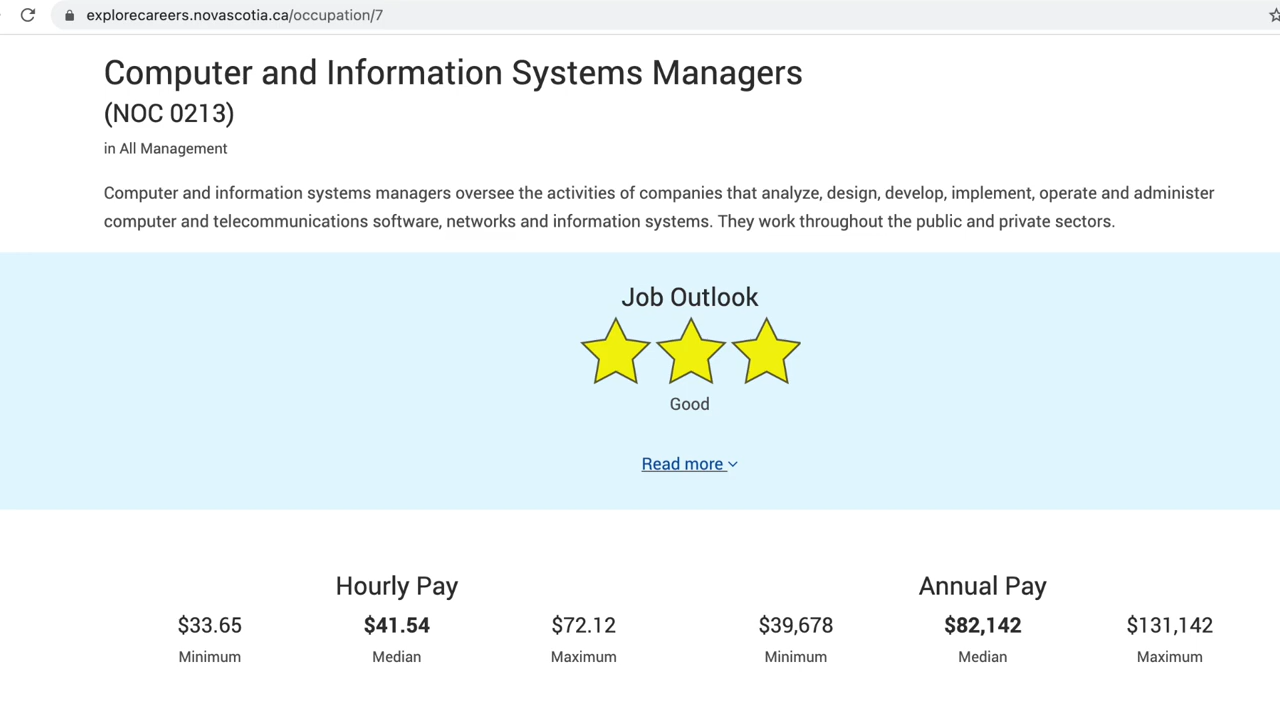 explorecareers.novascotia.ca/occupation/7
Computer and Information Systems Managers
(NOC 0213)
in All Management
Computer and information systems managers oversee the activities of companies that analyze, design, develop, implement, operate and administer
computer and telecommunications software, networks and information systems. They work throughout the public and private sectors.
Job Outlook
Good
Read more
Hourly Pay
$33.65 $41.54 $72.12
Minimum Median Maximum
Annual Pay
$39,678 $82,142 $131,142
Minimum Median Maximum